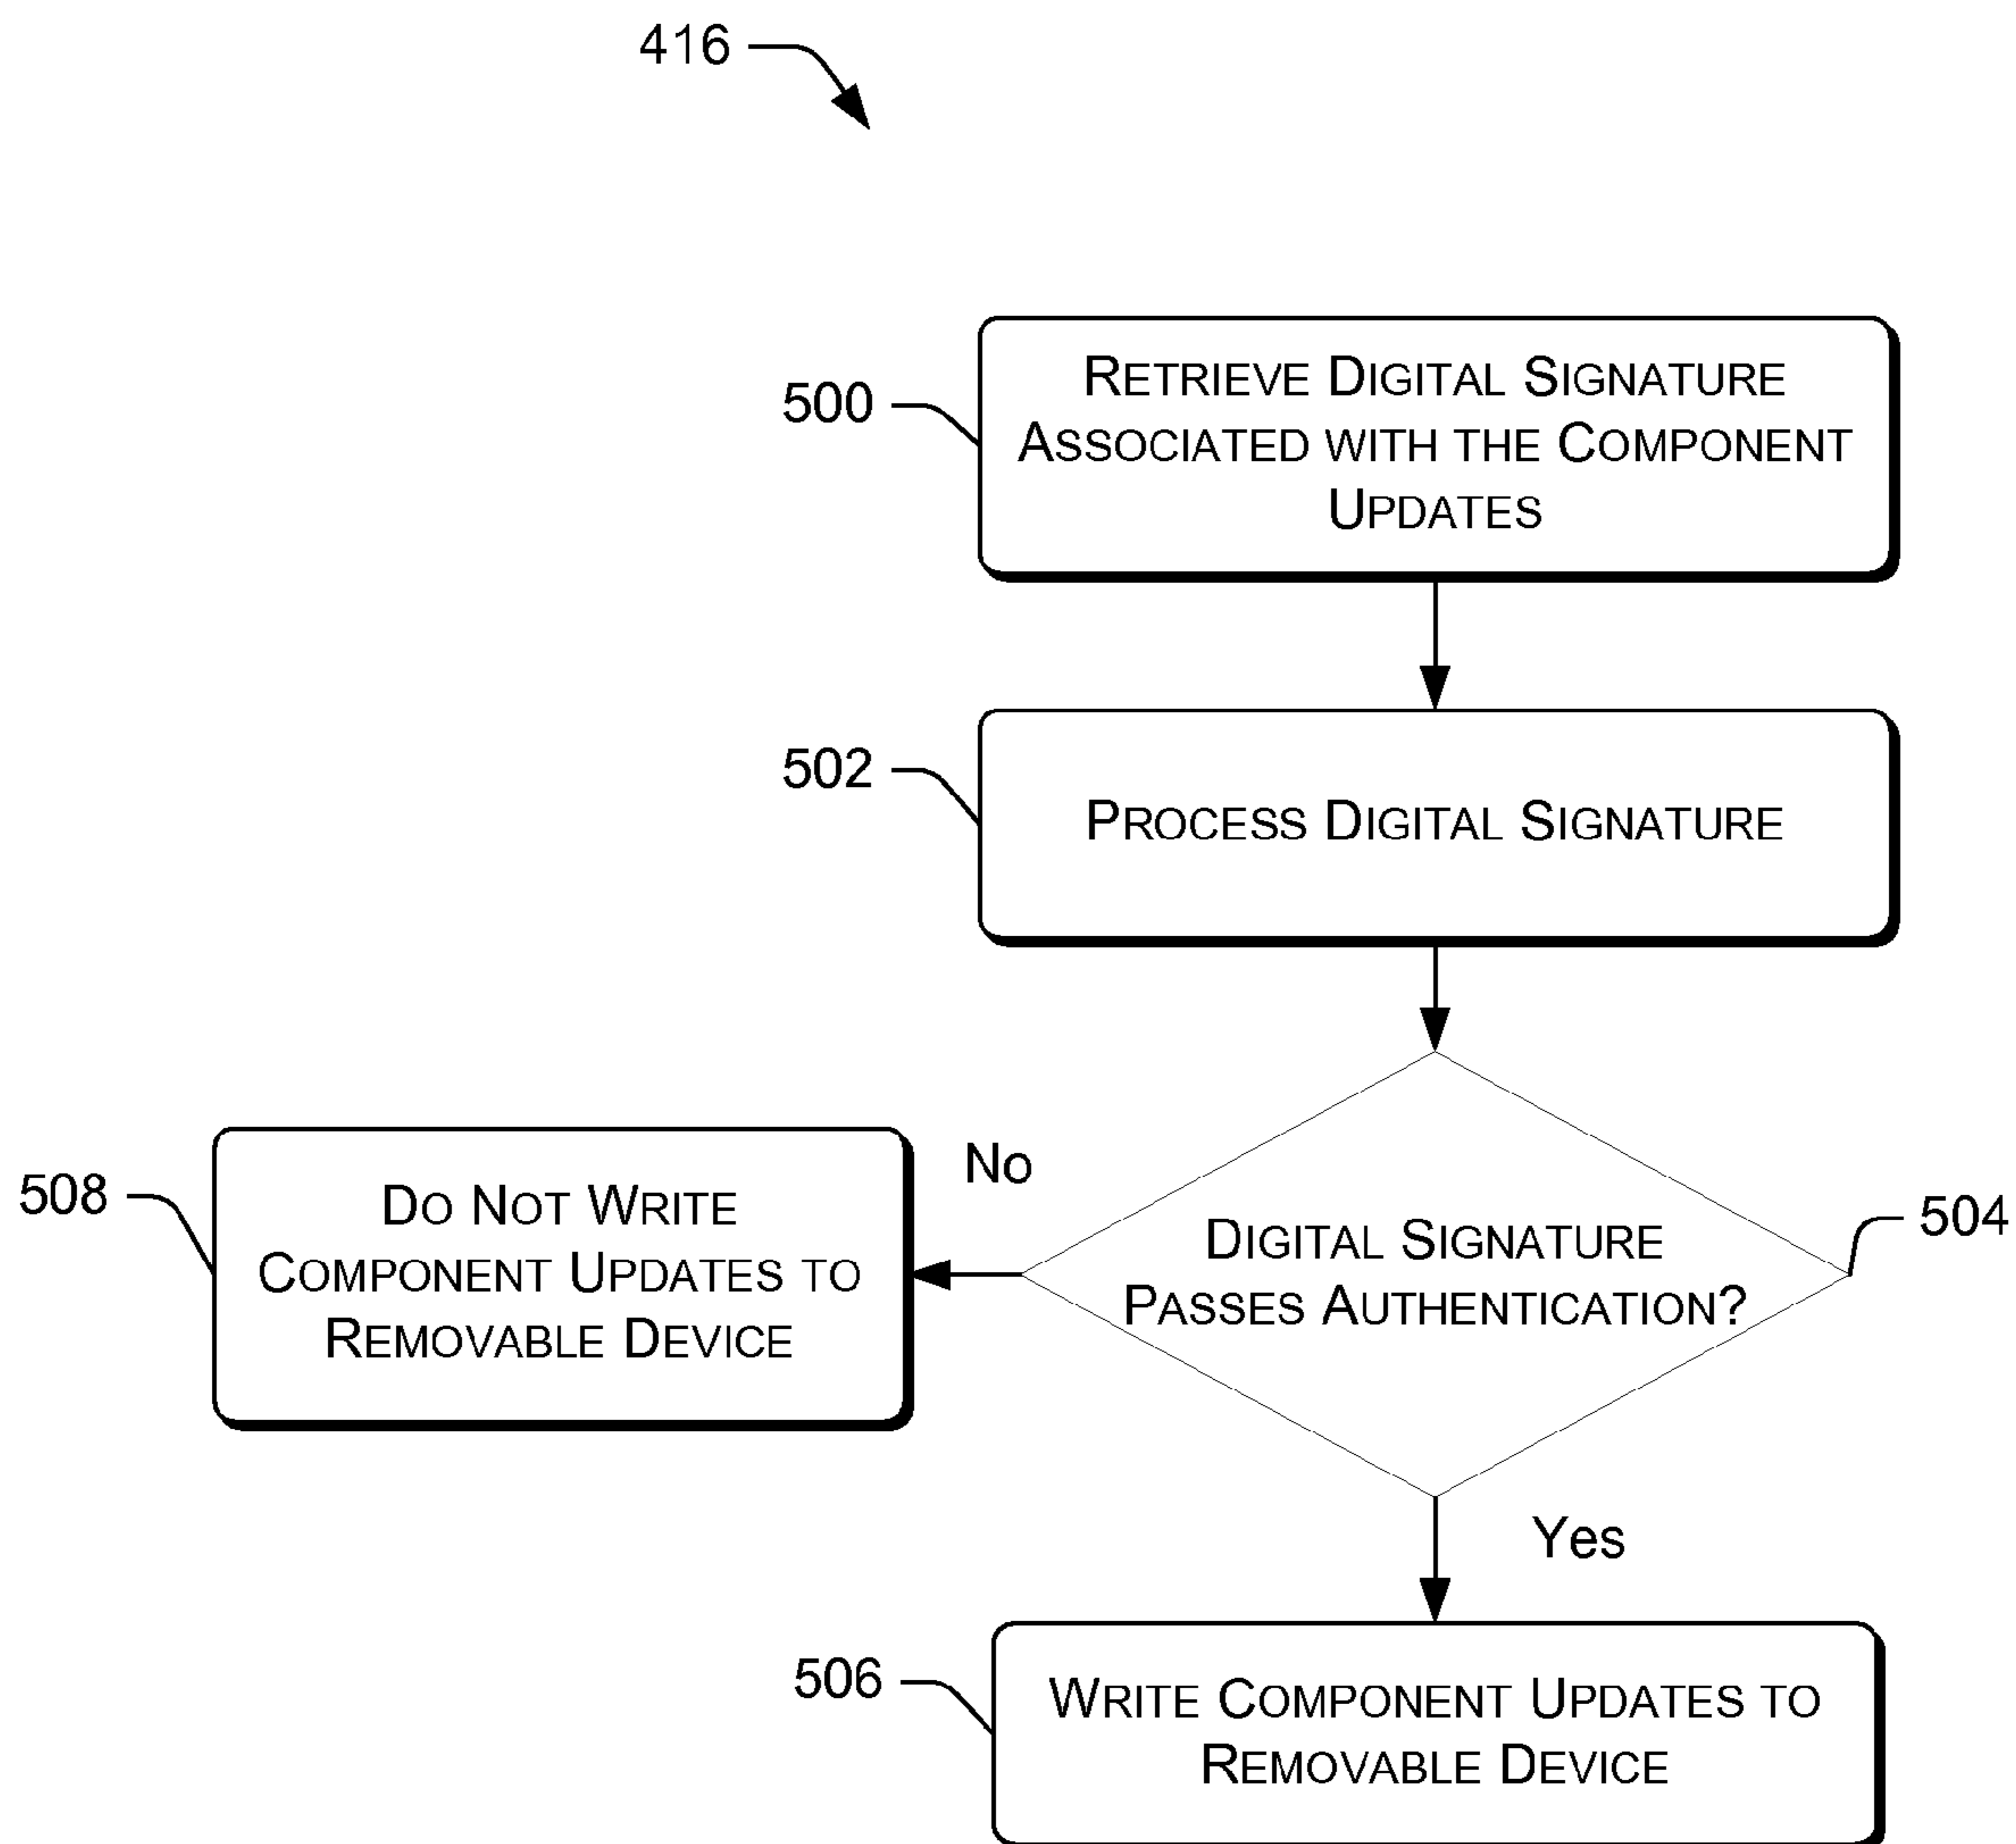 416
500
Retrieve Digital Signature
Associated with the Component
Updates
502
Process Digital Signature
508
Do Not Write
Component Updates to
Removable Device
No
Digital Signature
Passes Authentication?
504
Yes
506
Write Component Updates to
Removable Device